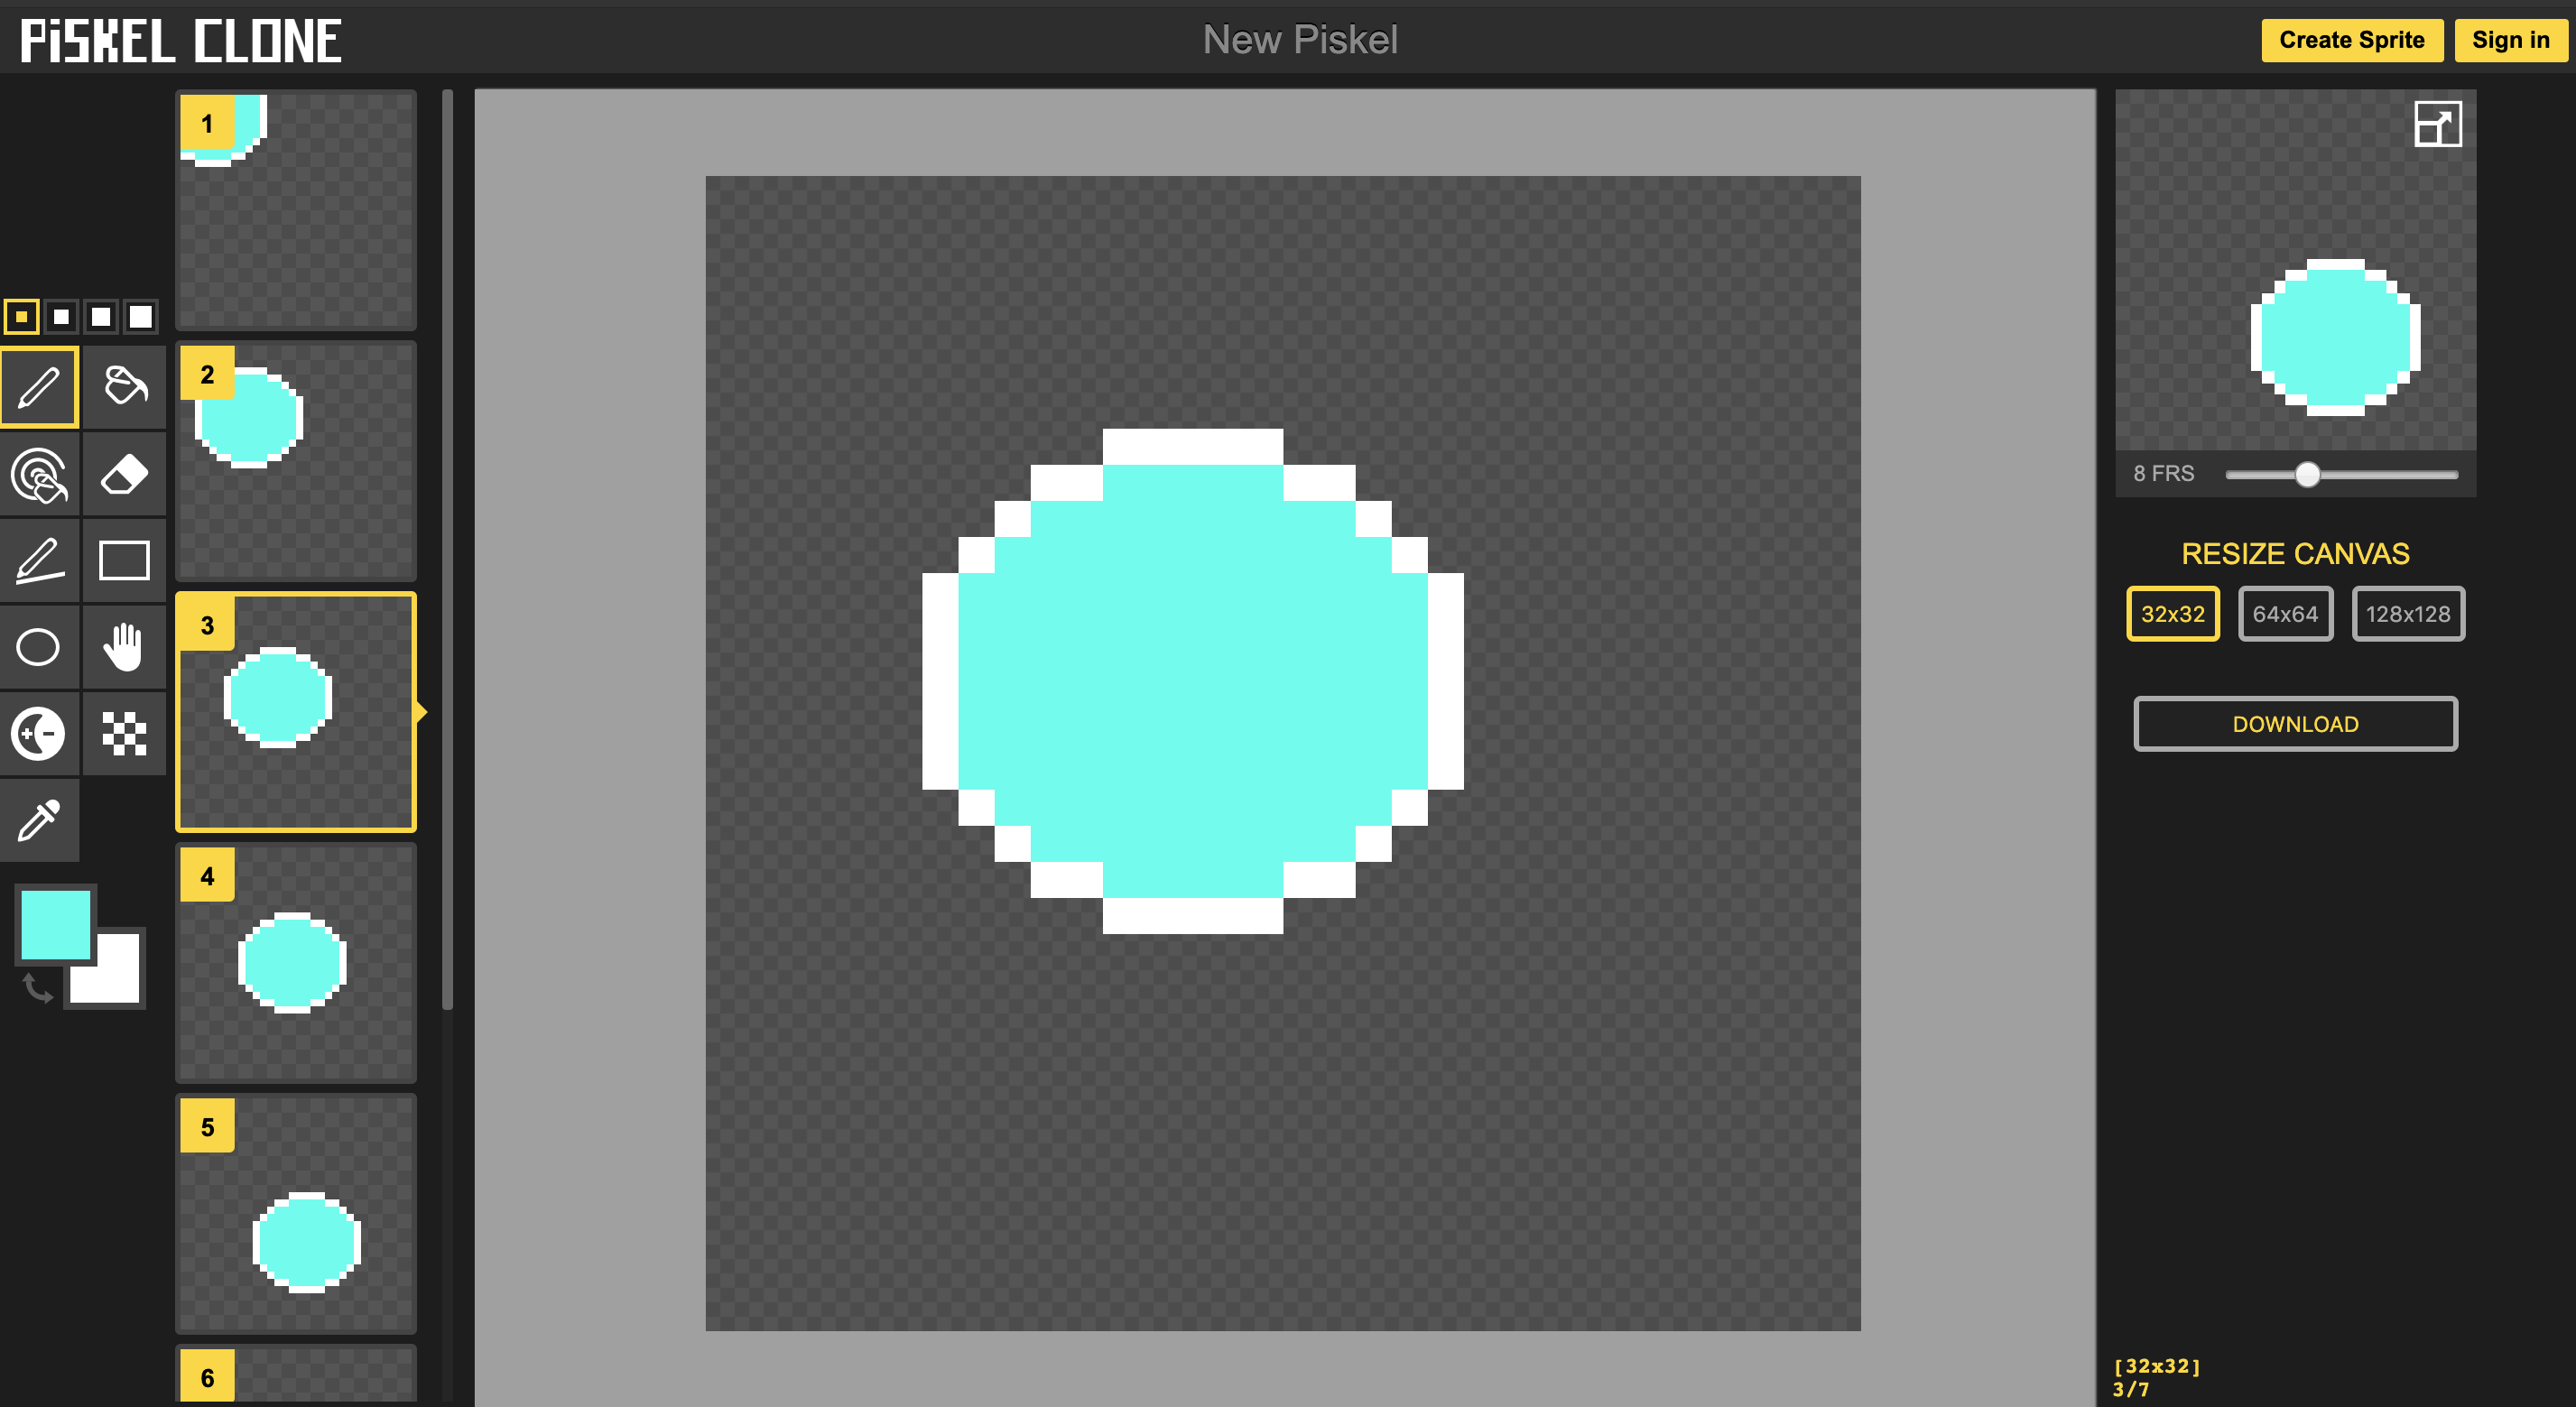 PiSKEL CLONE
New Piskel
Create Sprite
Sign in
1
2
3
4
5
6
8 FRS
RESIZE CANVAS
32x32
64x64
128x128
DOWNLOAD
[32x32]
3/7